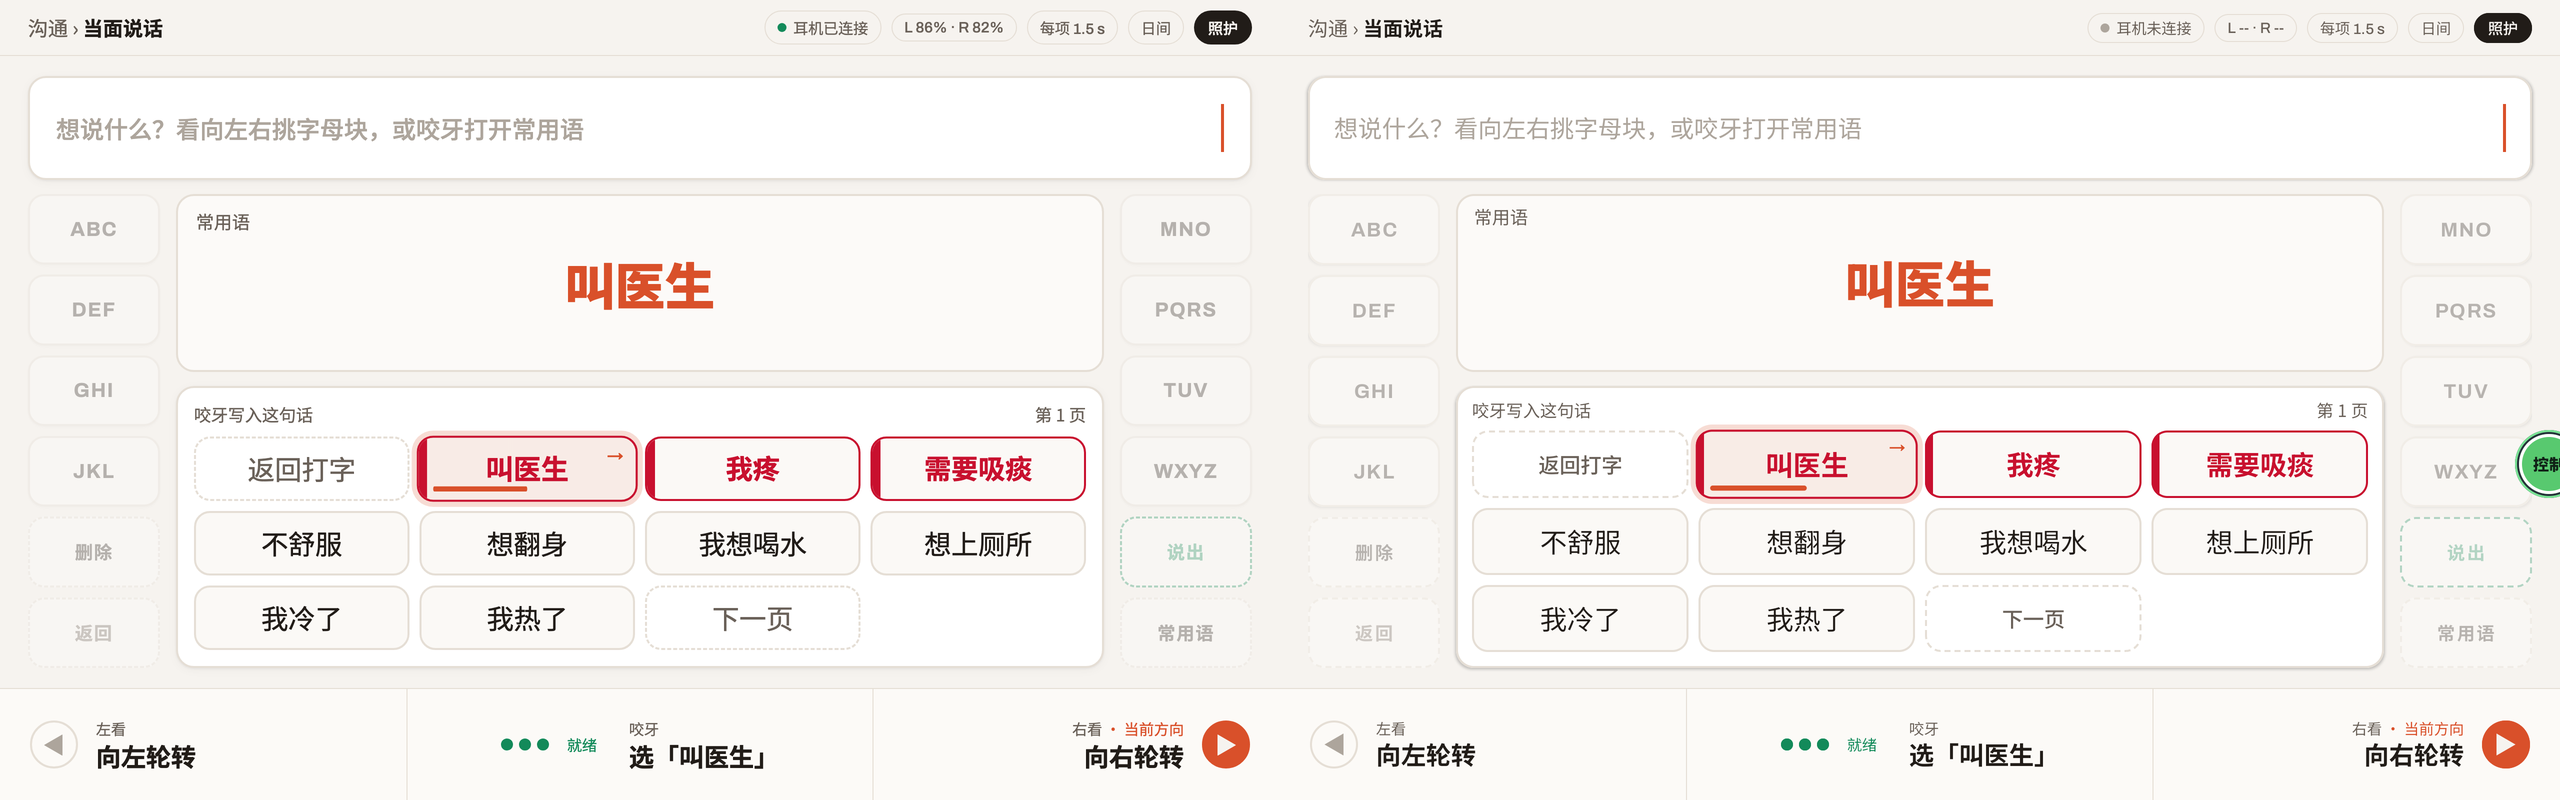 沟通 › 当面说话
耳机已连接
L 86% · R 82%
每项 1.5 s
日间
照护
想说什么？看向左右挑字母块，或咬牙打开常用语
ABC
DEF
GHI
JKL
删除
返回
常用语
叫医生
咬牙写入这句话
第 1 页
返回打字
叫医生 →
我疼
需要吸痰
不舒服
想翻身
我想喝水
想上厕所
我冷了
我热了
下一页
MNO
PQRS
TUV
WXYZ
说出
常用语
左看
向左轮转
就绪
咬牙
选「叫医生」
右看 · 当前方向
向右轮转
沟通 › 当面说话
耳机未连接
L -- · R --
每项 1.5 s
日间
照护
想说什么？看向左右挑字母块，或咬牙打开常用语
ABC
DEF
GHI
JKL
删除
返回
常用语
叫医生
咬牙写入这句话
第 1 页
返回打字
叫医生 →
我疼
需要吸痰
不舒服
想翻身
我想喝水
想上厕所
我冷了
我热了
下一页
MNO
PQRS
TUV
WXYZ
说出
常用语
左看
向左轮转
就绪
咬牙
选「叫医生」
右看 · 当前方向
向右轮转